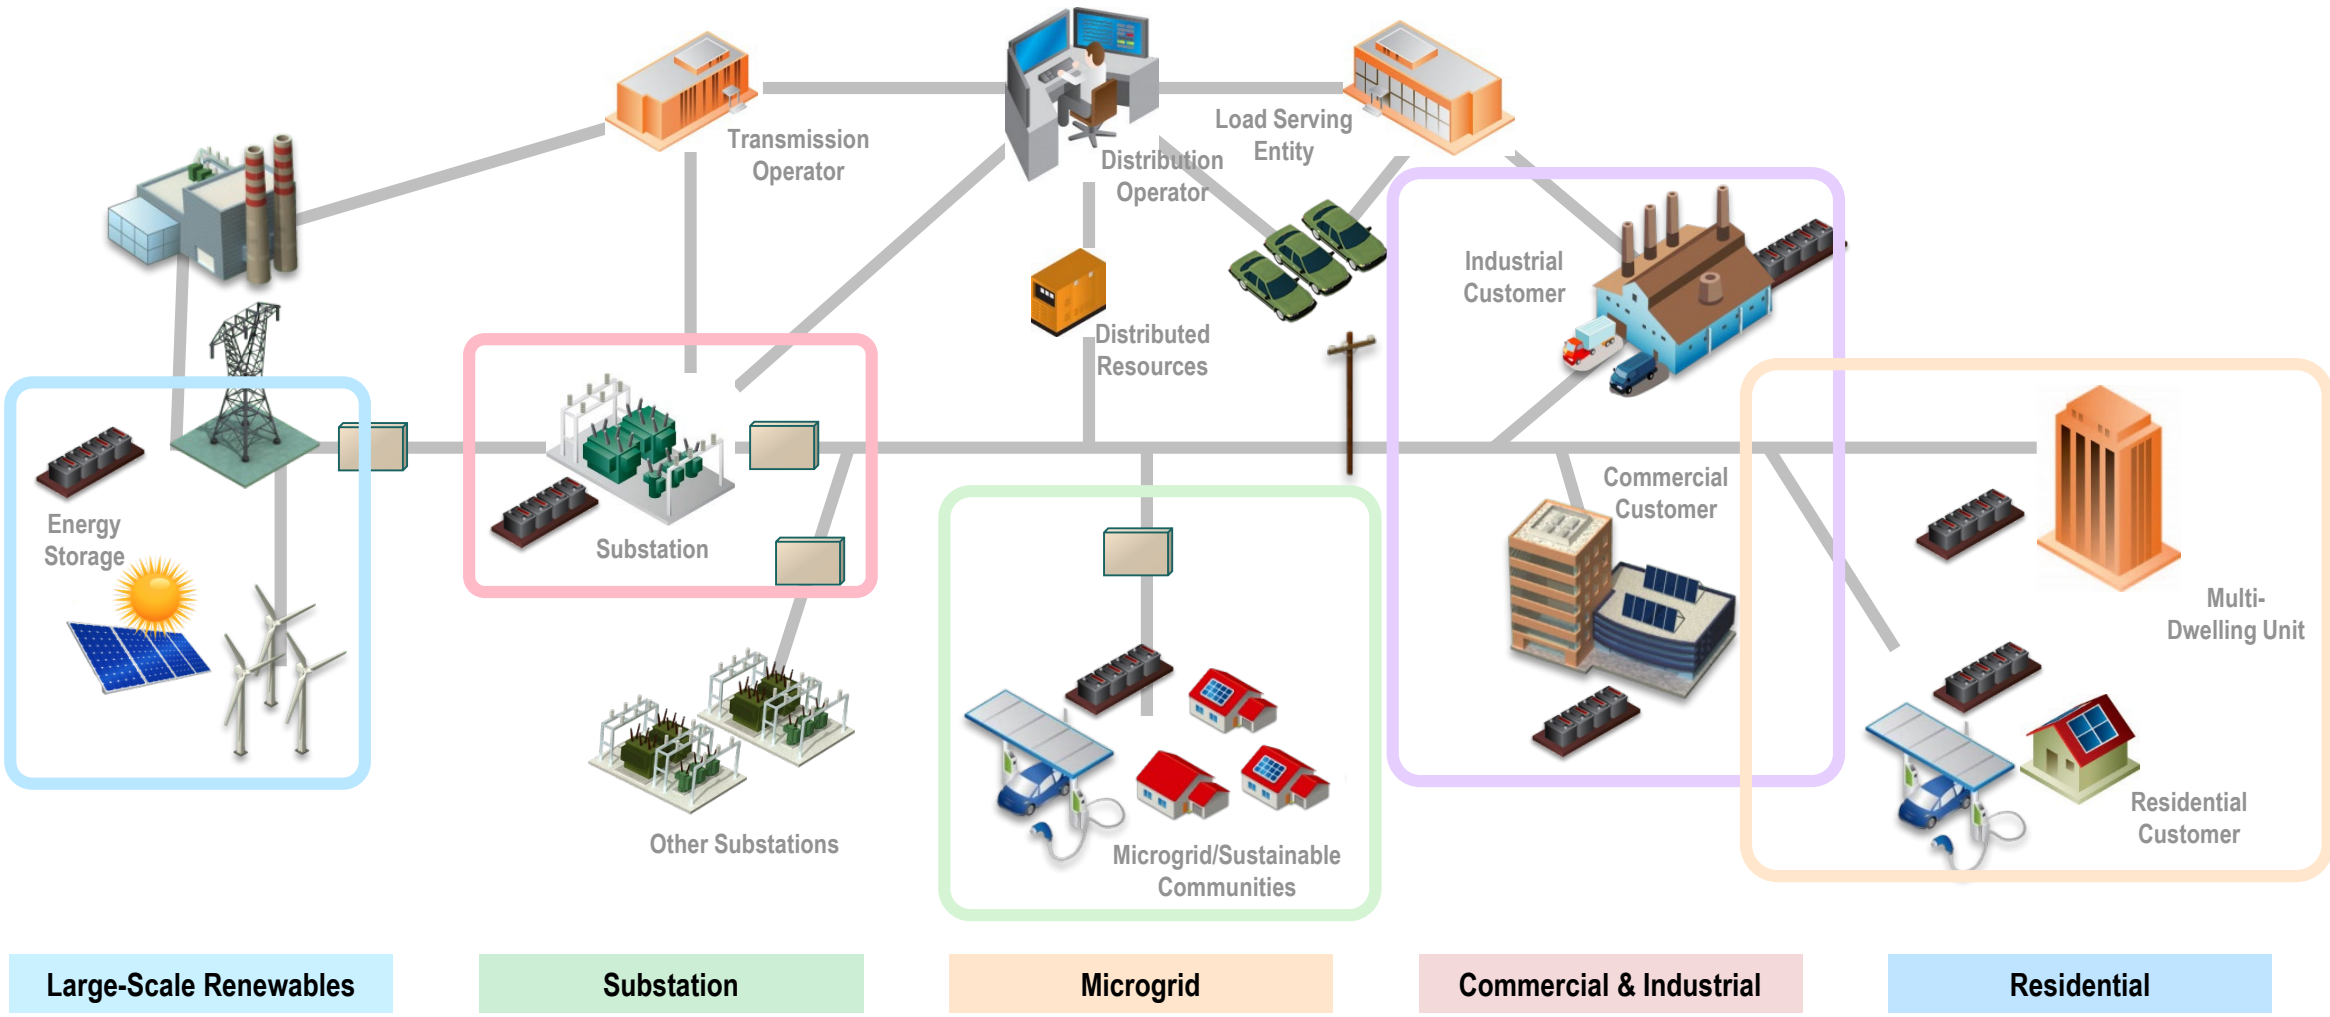 Transmission
Operator
Distribution
Operator
Load Serving
Entity
Industrial
Customer
Distributed
Resources
Energy
Storage
Substation
Commercial
Customer
Multi-
Dwelling Unit
Other Substations
Microgrid/Sustainable
Communities
Residential
Customer
Large-Scale Renewables
Substation
Microgrid
Commercial & Industrial
Residential